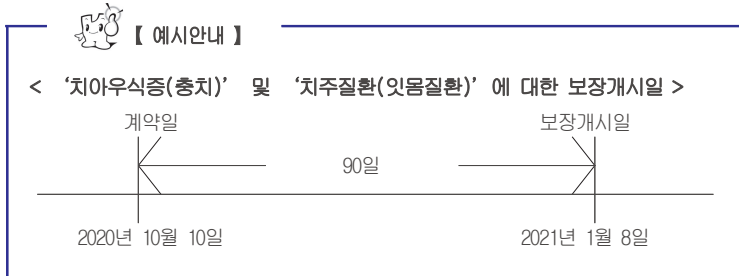 【 예시안내 】
< ‘치아우식증(충치)’ 및 ‘치주질환(잇몸질환)’에 대한 보장개시일 >
계약일 보장개시일
90일
2020년 10월 10일 2021년 1월 8일